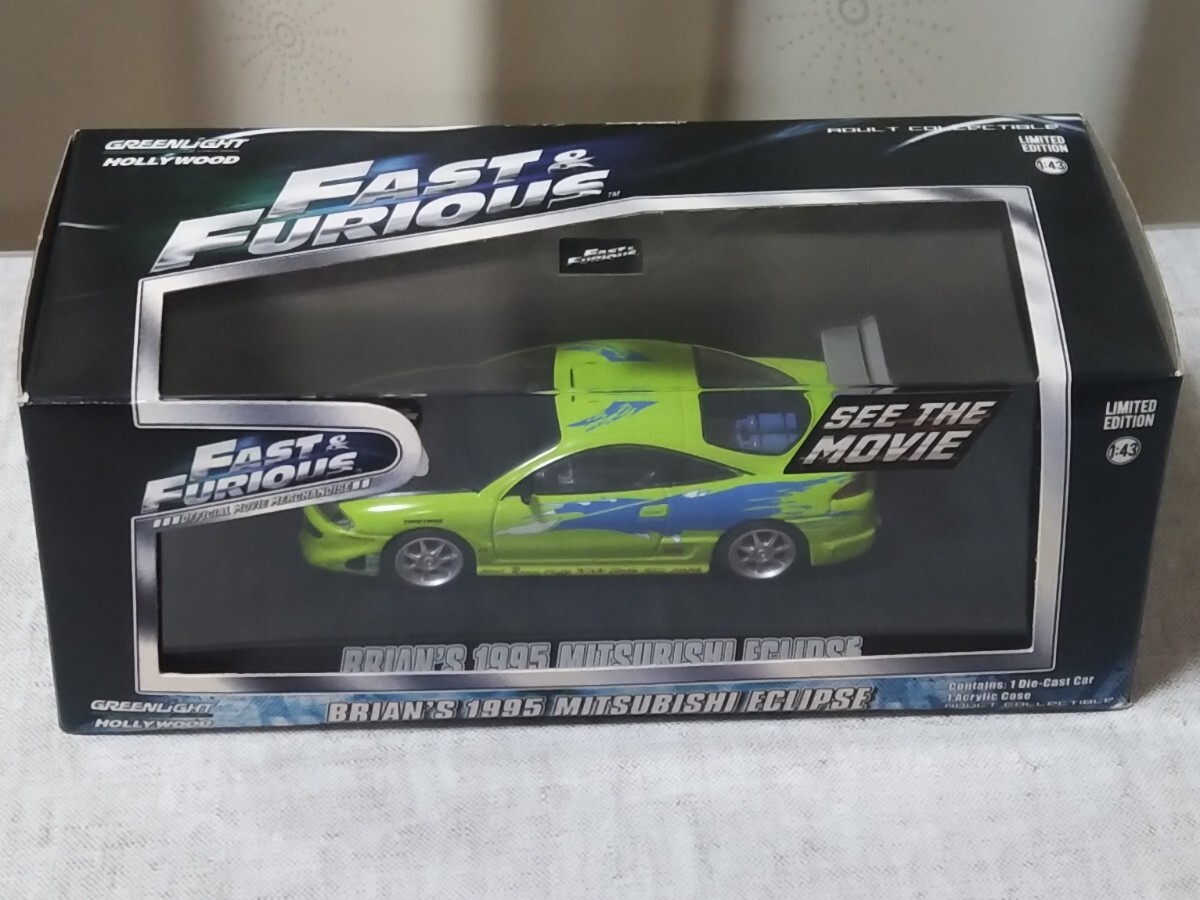 GREENLIGHT
HOLLYWOOD
FAST &
FURIOUS™
ADULT COLLECTIBLE
LIMITED
EDITION
1:43
FAST &
FURIOUS
SEE THE
MOVIE
LIMITED
EDITION
1:43
FAST &
FURIOUS™
OFFICIAL MOVIE MERCHANDISE
BRIAN'S 1995 MITSUBISHI ECLIPSE
GREENLIGHT
HOLLYWOOD
BRIAN'S 1995 MITSUBISHI ECLIPSE
Contains: 1 Die-Cast Car
1 Acrylic Case
ADULT COLLECTIBLE